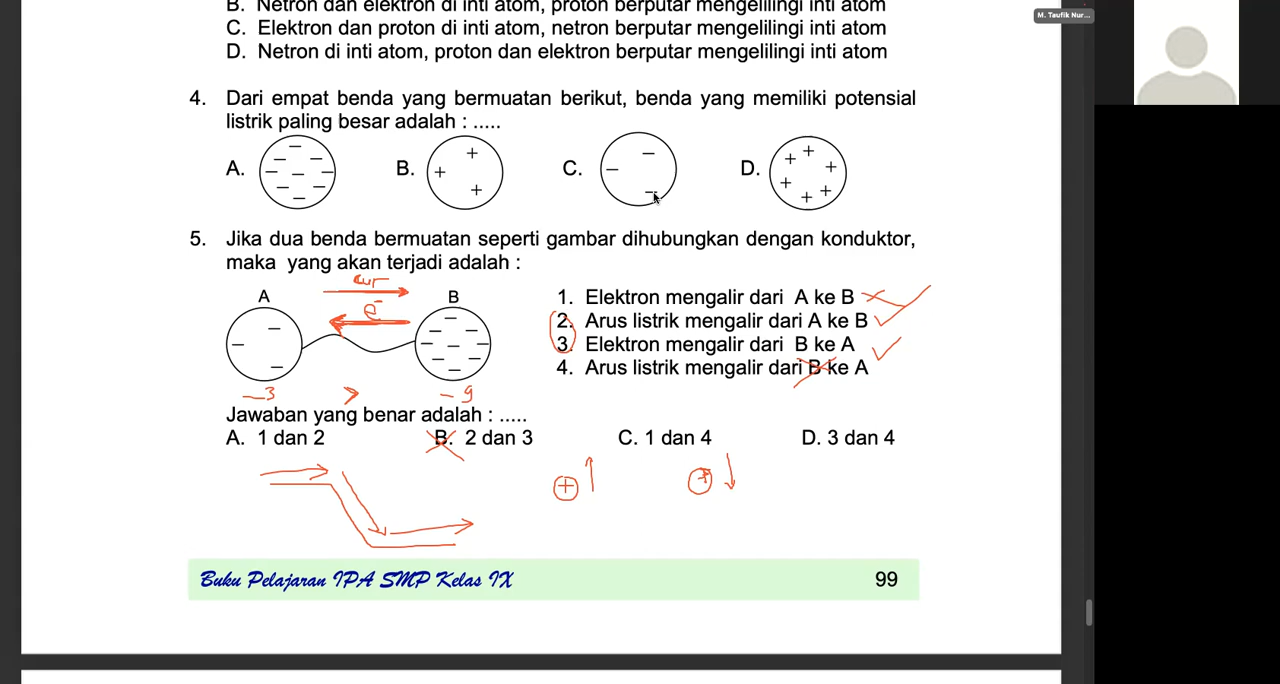 B. Netron dan elektron di inti atom, proton berputar mengelilingi inti atom
C. Elektron dan proton di inti atom, netron berputar mengelilingi inti atom
D. Netron di inti atom, proton dan elektron berputar mengelilingi inti atom
M. Taufik Nur...
4. Dari empat benda yang bermuatan berikut, benda yang memiliki potensial
listrik paling besar adalah : .....
A. B. C. D.
5. Jika dua benda bermuatan seperti gambar dihubungkan dengan konduktor,
maka yang akan terjadi adalah :
A B
e-
1. Elektron mengalir dari A ke B
2. Arus listrik mengalir dari A ke B
3. Elektron mengalir dari B ke A
4. Arus listrik mengalir dari B ke A
-3 > -9
Jawaban yang benar adalah : .....
A. 1 dan 2 B. 2 dan 3 C. 1 dan 4 D. 3 dan 4
Buku Pelajaran IPA SMP Kelas IX 99